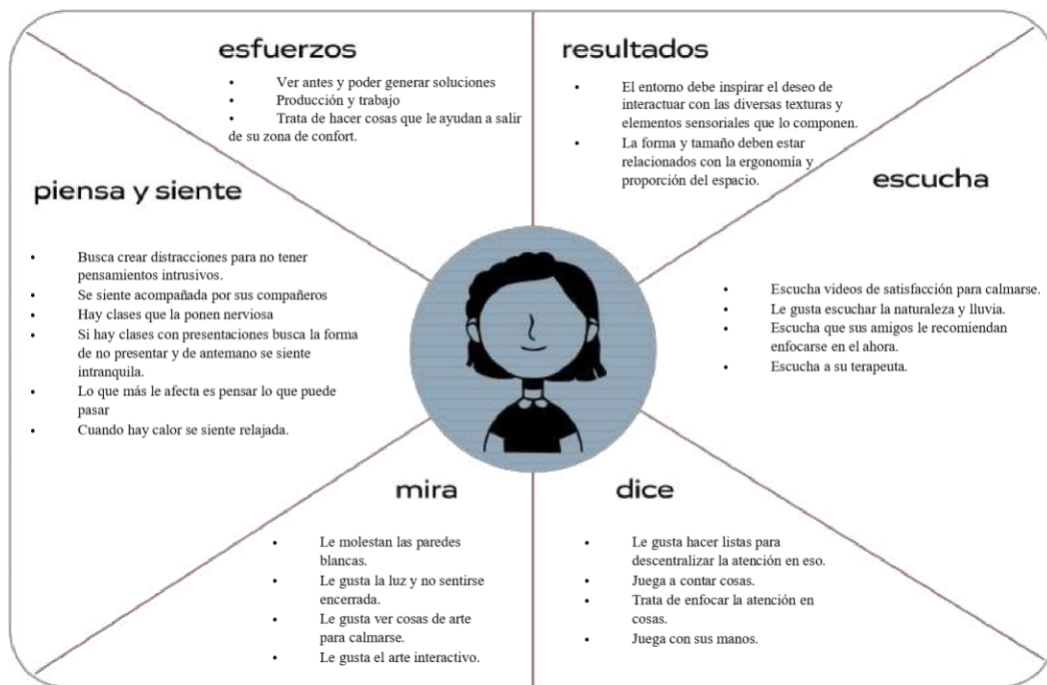 esfuerzos
• Ver antes y poder generar soluciones
• Producción y trabajo
• Trata de hacer cosas que le ayudan a salir
de su zona de confort.
resultados
• El entorno debe inspirar el deseo de
interactuar con las diversas texturas y
elementos sensoriales que lo componen.
• La forma y tamaño deben estar
relacionados con la ergonomía y
proporción del espacio.
piensa y siente
• Busca crear distracciones para no tener
pensamientos intrusivos.
• Se siente acompañada por sus compañeros
• Hay clases que la ponen nerviosa
• Si hay clases con presentaciones busca la forma
de no presentar y de antemano se siente
intranquila.
• Lo que más le afecta es pensar lo que puede
pasar
• Cuando hay calor se siente relajada.
escucha
• Escucha videos de satisfacción para calmarse.
• Le gusta escuchar la naturaleza y lluvia.
• Escucha que sus amigos le recomiendan
enfocarse en el ahora.
• Escucha a su terapeuta.
mira
• Le molestan las paredes
blancas.
• Le gusta la luz y no sentirse
encerrada.
• Le gusta ver cosas de arte
para calmarse.
• Le gusta el arte interactivo.
dice
• Le gusta hacer listas para
descentralizar la atención en eso.
• Juega a contar cosas.
• Trata de enfocar la atención en
cosas.
• Juega con sus manos.